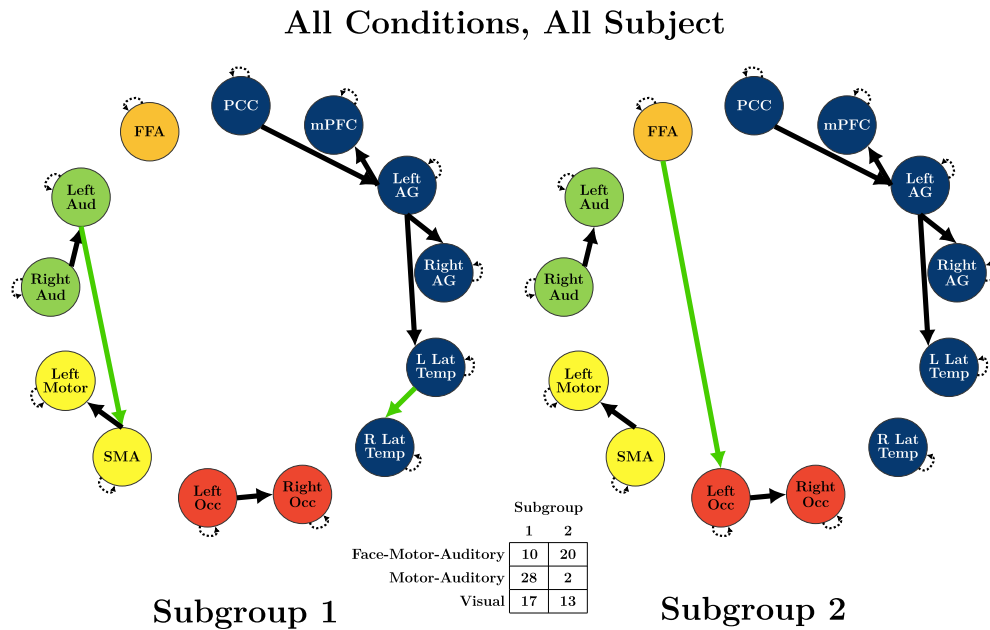 All Conditions, All Subject
PCC
mPFC
FFA
Left
AG
Left
Aud
Right
AG
Right
Aud
L Lat
Temp
Left
Motor
R Lat
Temp
SMA
Left
Occ
Right
Occ
PCC
mPFC
FFA
Left
AG
Left
Aud
Right
AG
Right
Aud
L Lat
Temp
Left
Motor
R Lat
Temp
SMA
Left
Occ
Right
Occ
Subgroup
1 2
Face-Motor-Auditory 10 20
Motor-Auditory 28 2
Visual 17 13
Subgroup 1
Subgroup 2